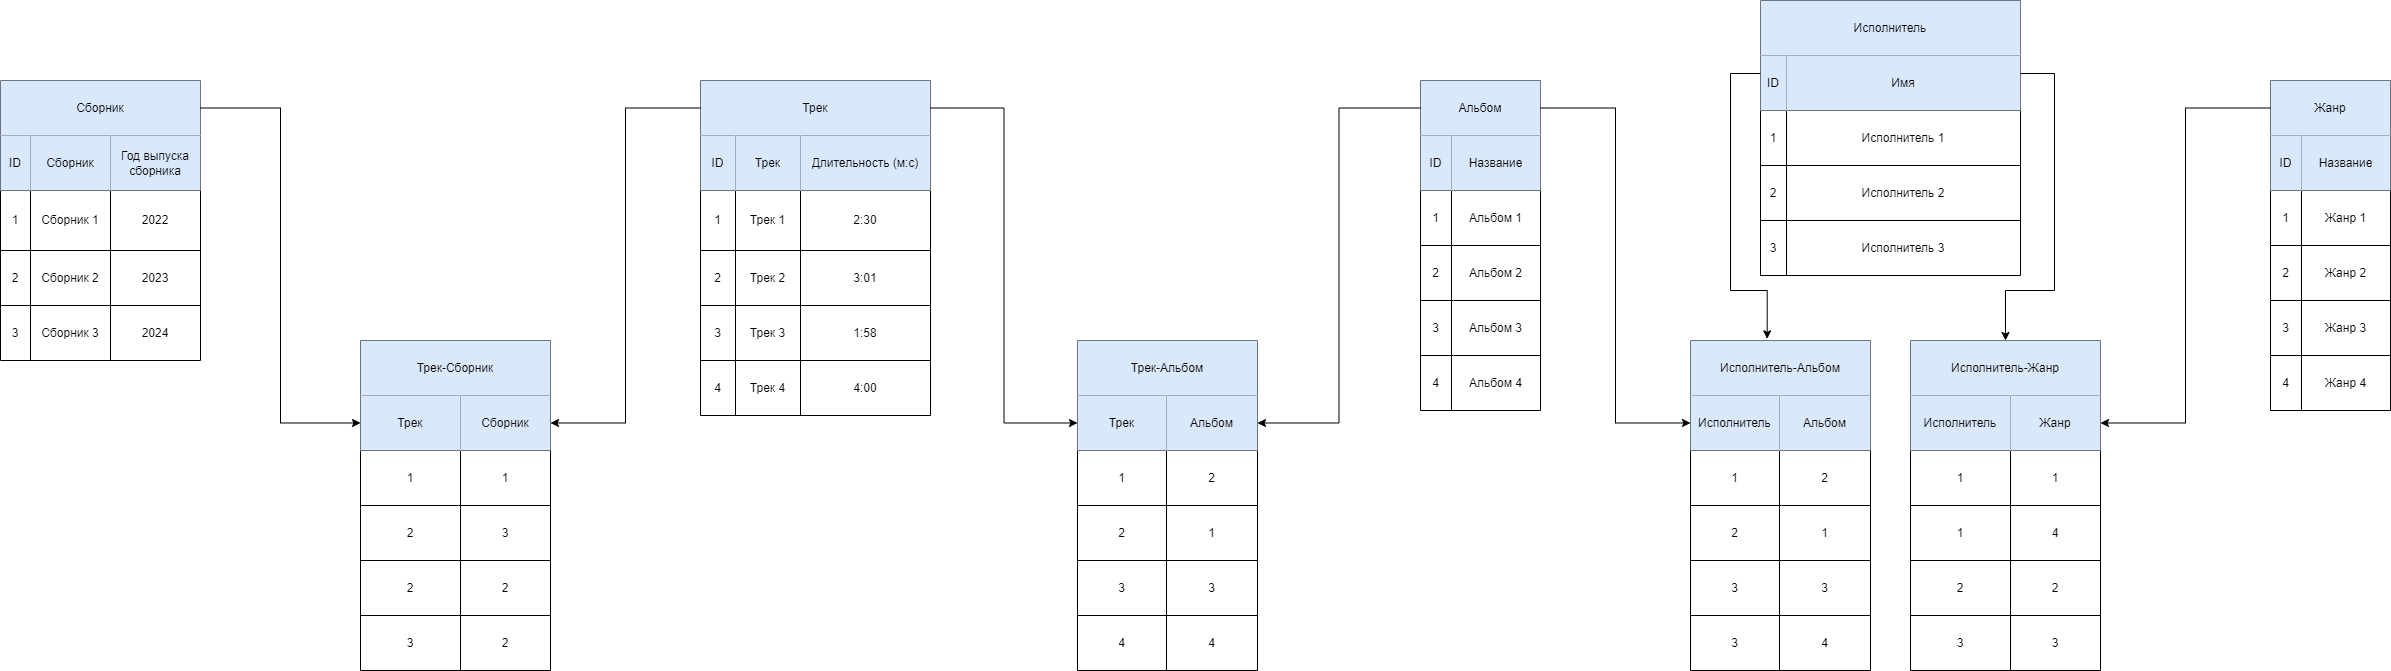 Сборник
ID Сборник Год выпуска
сборника
1 Сборник 1 2022
2 Сборник 2 2023
3 Сборник 3 2024
Трек-Сборник
Трек Сборник
1 1
2 3
2 2
3 2
Трек
ID Трек Длительность (м:с)
1 Трек 1 2:30
2 Трек 2 3:01
3 Трек 3 1:58
4 Трек 4 4:00
Трек-Альбом
Трек Альбом
1 2
2 1
3 3
4 4
Альбом
ID Название
1 Альбом 1
2 Альбом 2
3 Альбом 3
4 Альбом 4
Исполнитель
ID Имя
1 Исполнитель 1
2 Исполнитель 2
3 Исполнитель 3
Исполнитель-Альбом
Исполнитель Альбом
1 2
2 1
3 3
3 4
Исполнитель-Жанр
Исполнитель Жанр
1 1
1 4
2 2
3 3
Жанр
ID Название
1 Жанр 1
2 Жанр 2
3 Жанр 3
4 Жанр 4